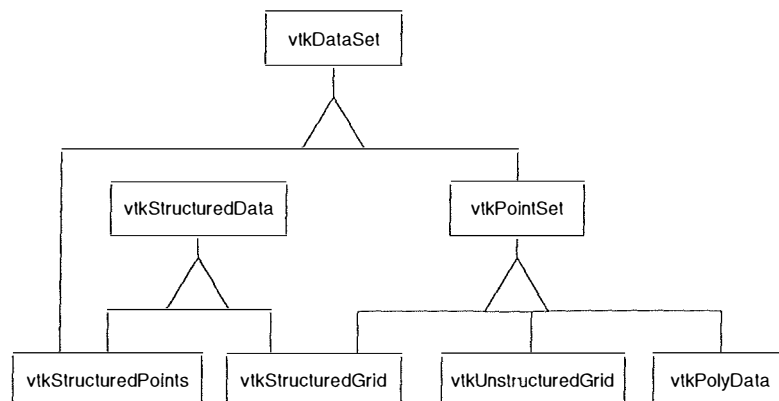 vtkDataSet
vtkStructuredData
vtkPointSet
vtkStructuredPoints
vtkStructuredGrid
vtkUnstructuredGrid
vtkPolyData